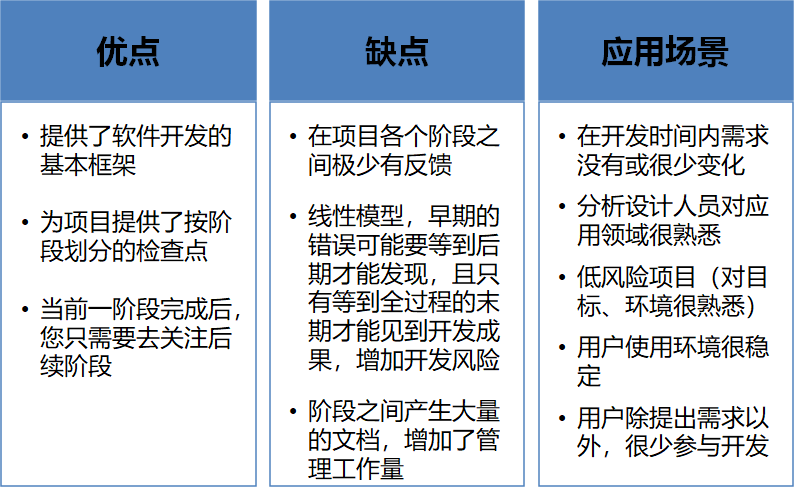 优点
提供了软件开发的
基本框架
为项目提供了按阶
段划分的检查点
当前一阶段完成后，
您只需要去关注后
续阶段
缺点
在项目各个阶段之
间极少有反馈
线性模型，早期的
错误可能要等到后
期才能发现，且只
有等到全过程的末
期才能见到开发成
果，增加开发风险
阶段之间产生大量
的文档，增加了管
理工作量
应用场景
在开发时间内需求
没有或很少变化
分析设计人员对应
用领域很熟悉
低风险项目（对目
标、环境很熟悉）
用户使用环境很稳
定
用户除提出需求以
外，很少参与开发